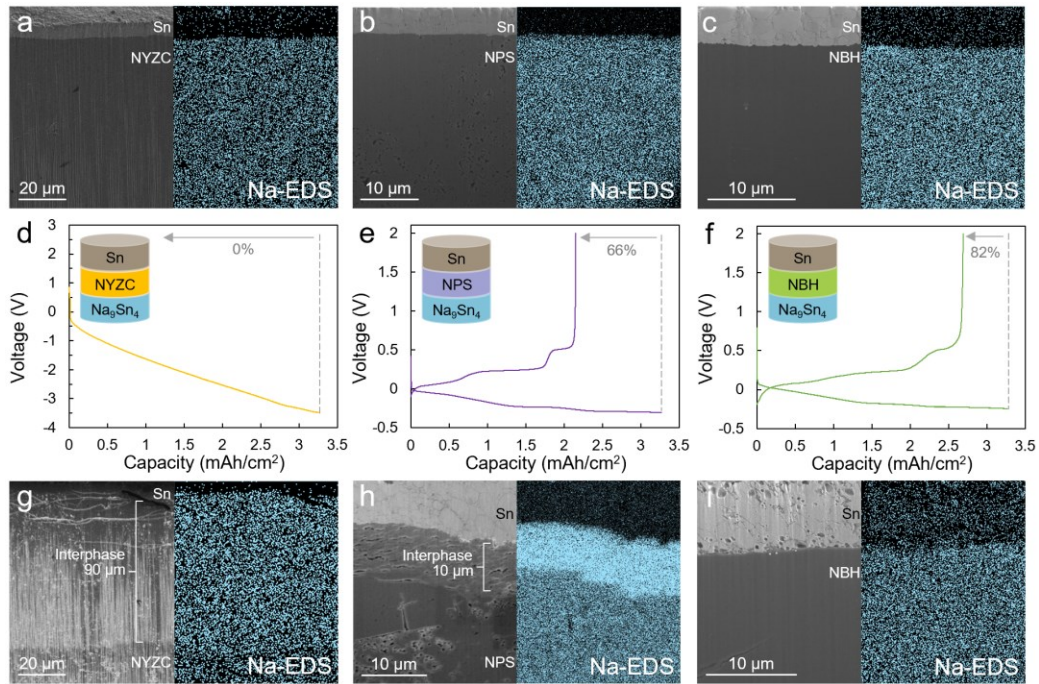 a
Sn
NYZC
20 μm
Na-EDS
b
Sn
NPS
10 μm
Na-EDS
c
Sn
NBH
10 μm
Na-EDS
d
3
2
1
0
-1
-2
-3
-4
Voltage (V)
0%
Sn
NYZC
Na₉Sn₄
0 0.5 1 1.5 2 2.5 3 3.5
Capacity (mAh/cm²)
e
2
1.5
1
0.5
0
-0.5
Voltage (V)
66%
Sn
NPS
Na₉Sn₄
0 0.5 1 1.5 2 2.5 3 3.5
Capacity (mAh/cm²)
f
2
1.5
1
0.5
0
-0.5
Voltage (V)
82%
Sn
NBH
Na₉Sn₄
0 0.5 1 1.5 2 2.5 3 3.5
Capacity (mAh/cm²)
g
Sn
Interphase
90 μm
20 μm
NYZC
Na-EDS
h
Sn
Interphase
10 μm
10 μm
NPS
Na-EDS
i
Sn
NBH
10 μm
Na-EDS